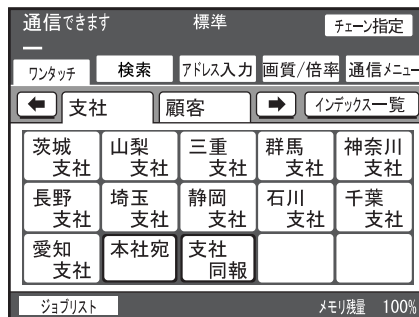 通信できます 標準 チェーン指定
ワンタッチ 検索 アドレス入力 画質/倍率 通信メニュー
支社 顧客 インデックス一覧
茨城 山梨 三重 群馬 神奈川
支社 支社 支社 支社 支社
長野 埼玉 静岡 石川 千葉
支社 支社 支社 支社 支社
愛知 本社宛 支社
支社 同報
ジョブリスト メモリ残量 100%